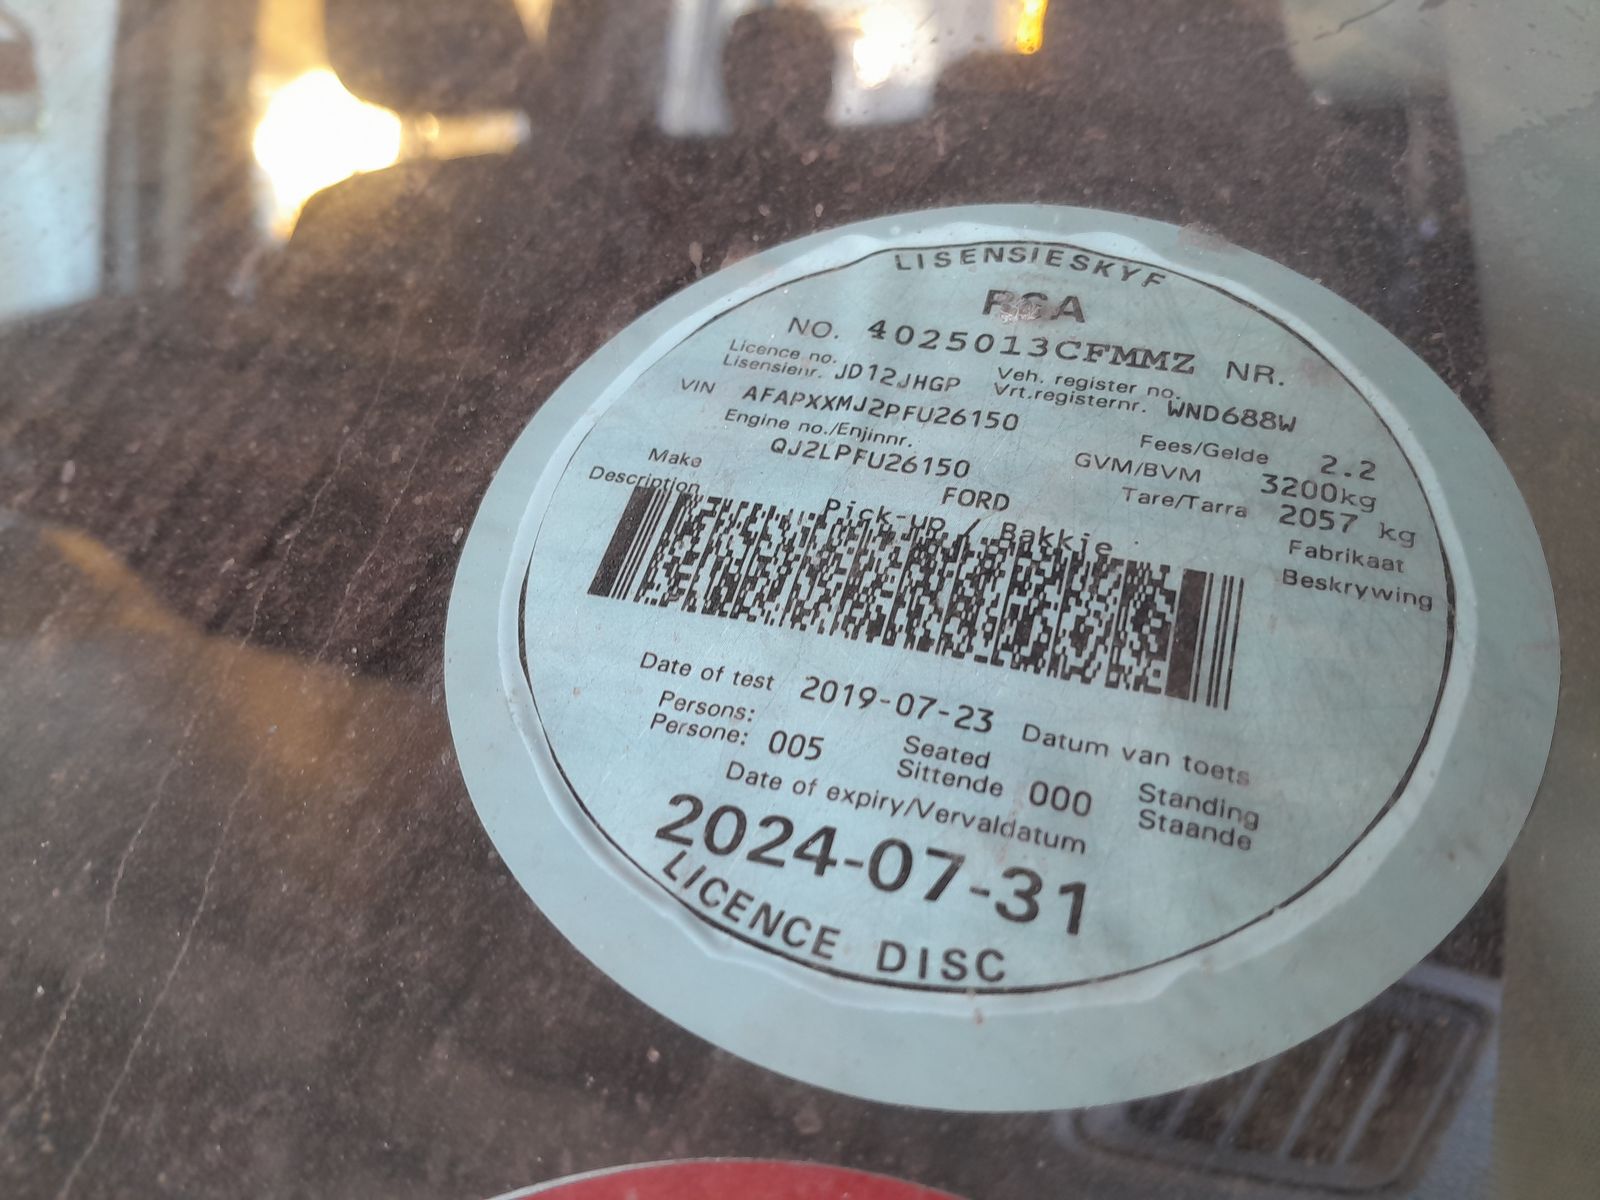 LISENSIESKYF
RSA
NO. 4025013CFMMZ NR.
Licence no. Lisensienr. JD12JHGP Veh. register no. Vrt.registernr. WND688W
VIN AFAPXXMJ2PFU26150 Fees/Gelde 2.2
Engine no./Enjinnr. QJ2LPFU26150 GVM/BVM 3200kg
Tare/Tarra 2057 kg
Make FORD Fabrikaat
Description Pick-up / Bakkie Beskrywing
Date of test 2019-07-23 Datum van toets
Persons: Persone: 005 Seated Sittende 000 Standing Staande
Date of expiry/Vervaldatum
2024-07-31
LICENCE DISC